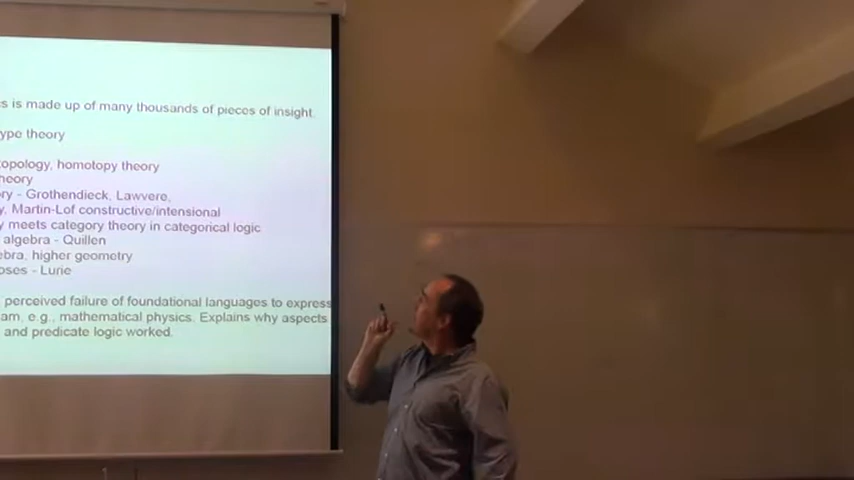 s is made up of many thousands of pieces of insight.
ype theory
opology, homotopy theory
heory
ry - Grothendieck, Lawvere,
y, Martin-Lof constructive/intensional
y meets category theory in categorical logic
algebra - Quillen
ebra, higher geometry
oses - Lurie
perceived failure of foundational languages to express
am, e.g., mathematical physics. Explains why aspects
and predicate logic worked.